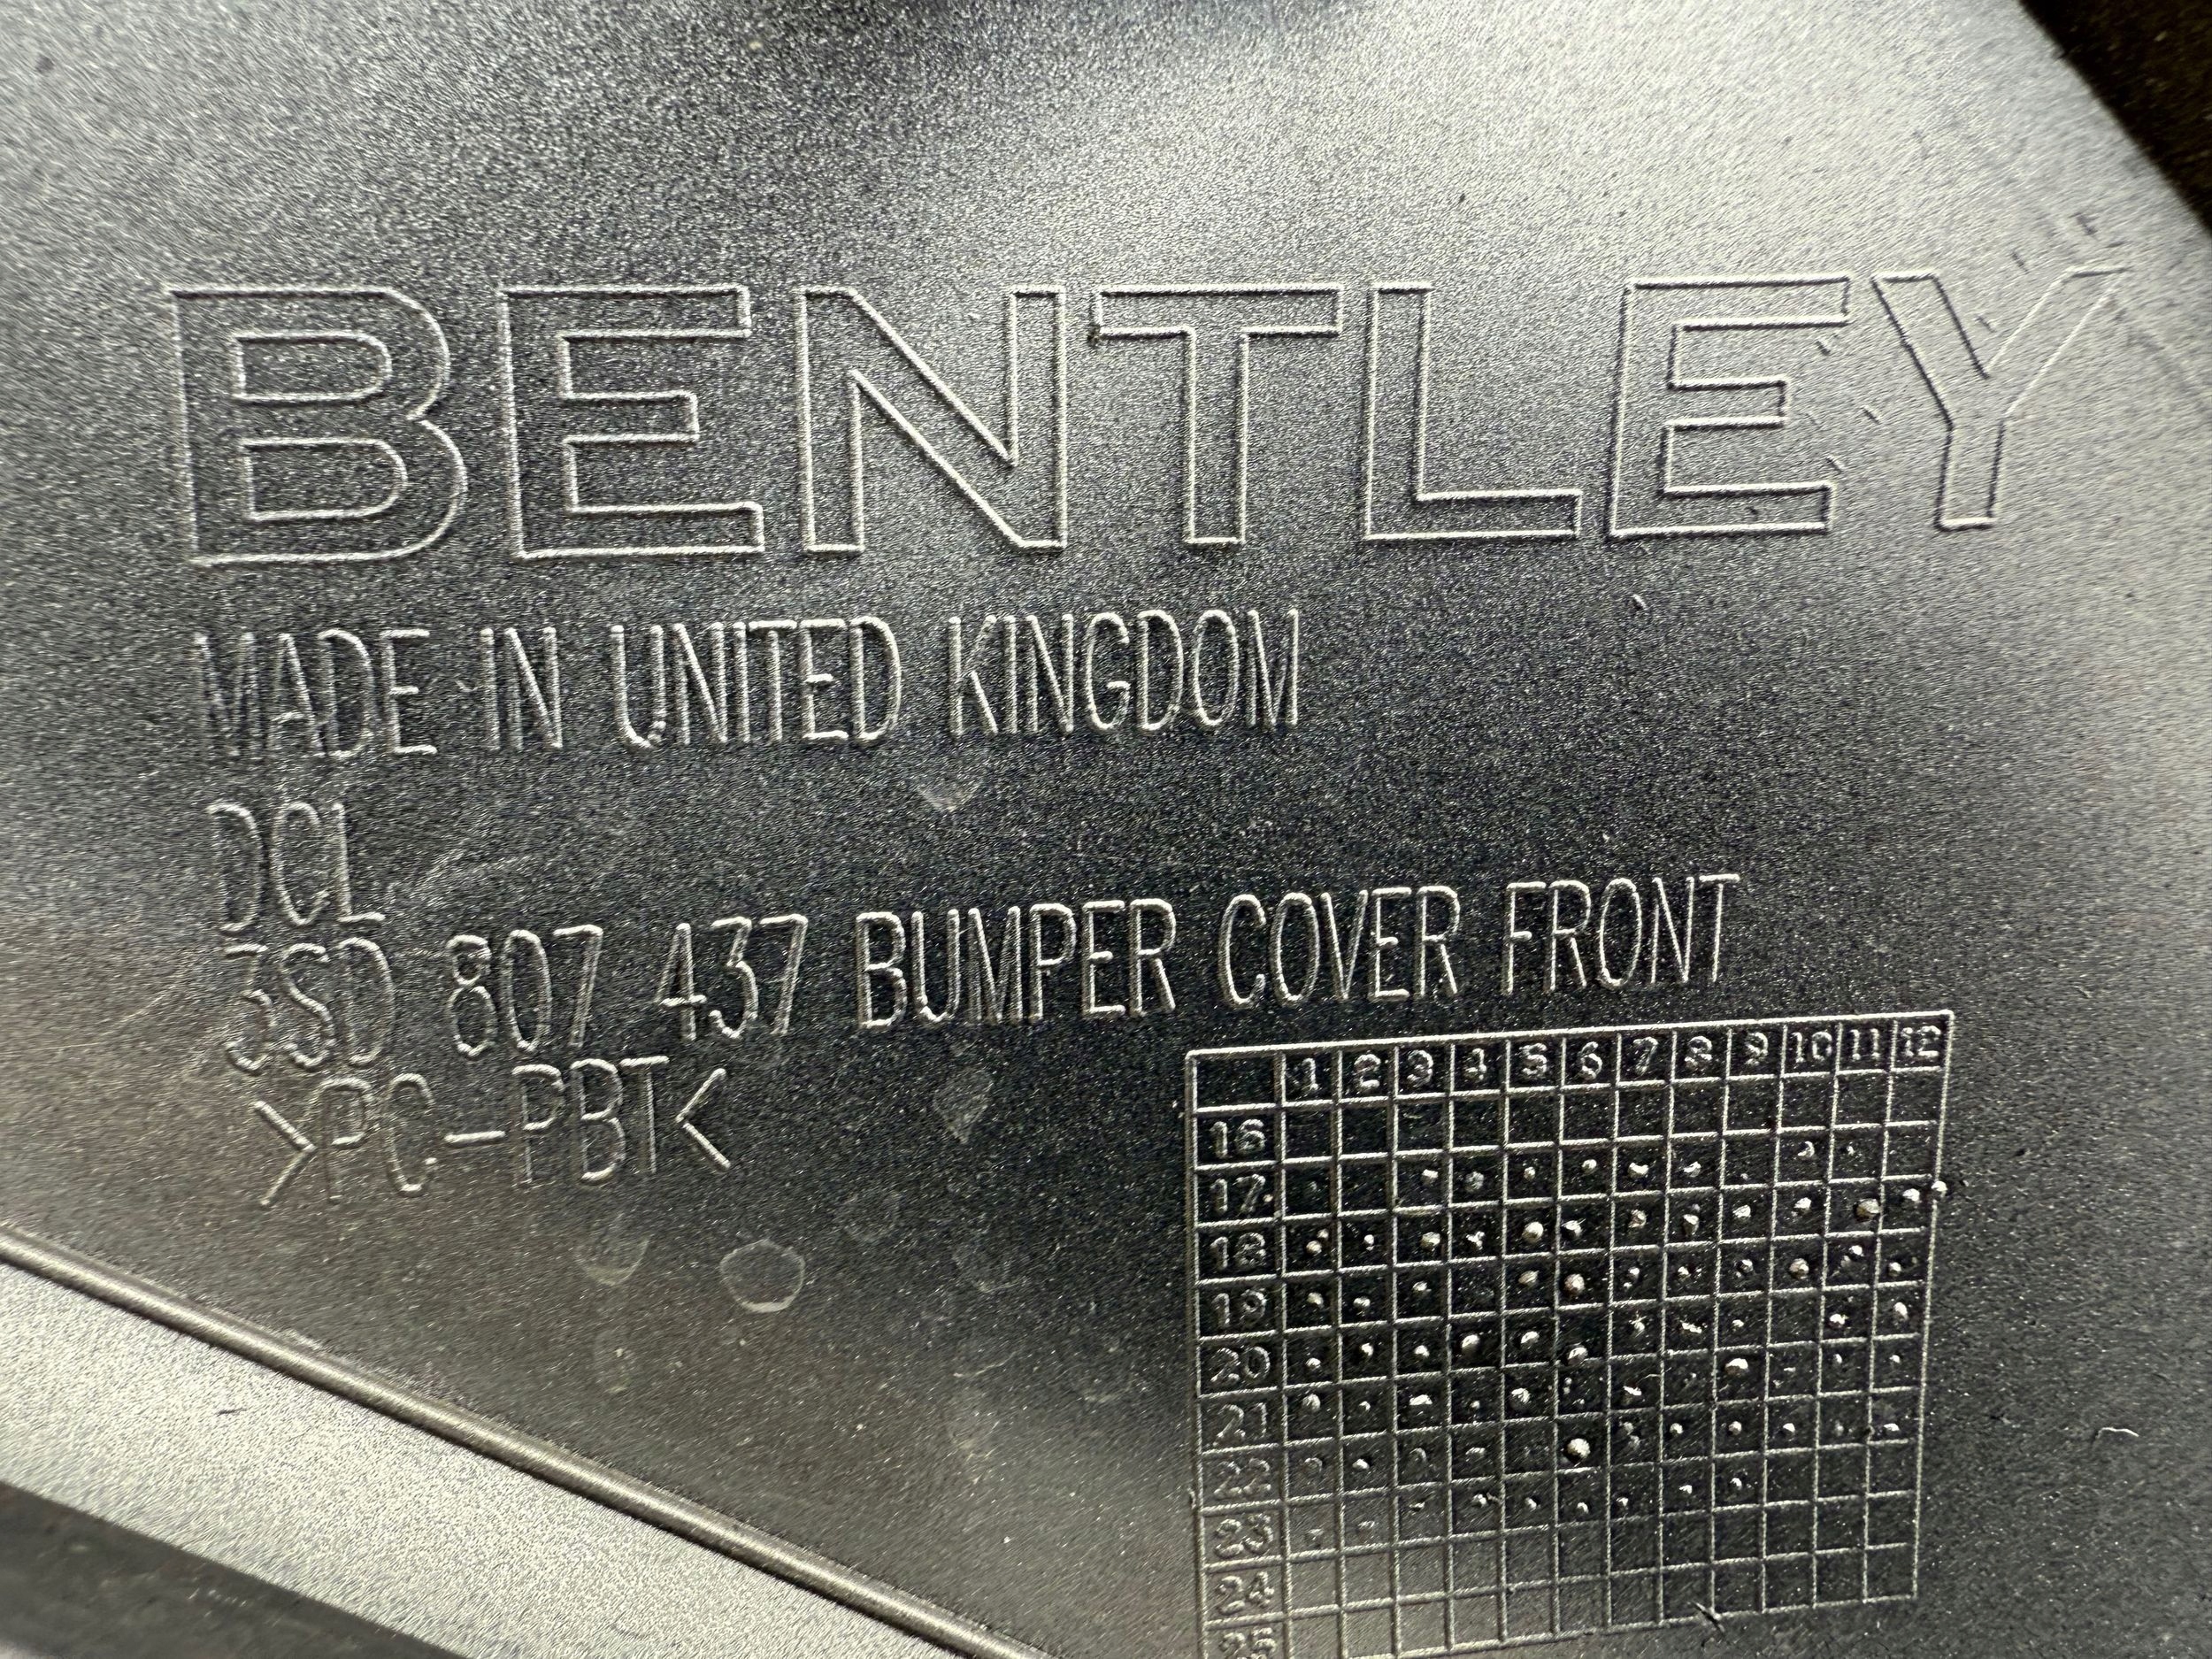 BENTLEY
MADE IN UNITED KINGDOM
DCL
3SD 807 437 BUMPER COVER FRONT
>PC-PBT<
1 2 3 4 5 6 7 8 9 10 11 12
16
17
18
19
20
21
22
23
24
25